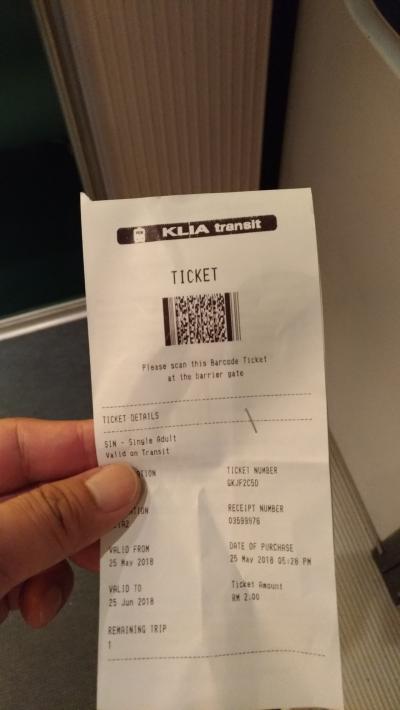 KLIA transit
TICKET
Please scan this Barcode Ticket
at the barrier gate
TICKET DETAILS
SIN - Single Adult
Valid on Transit
TICKET NUMBER
GKJF2C5D
RECEIPT NUMBER
03599976
VALID FROM
25 May 2018
DATE OF PURCHASE
25 May 2018 05:28 PM
VALID TO
25 Jun 2018
Ticket Amount
RM 2.00
REMAINING TRIP
1